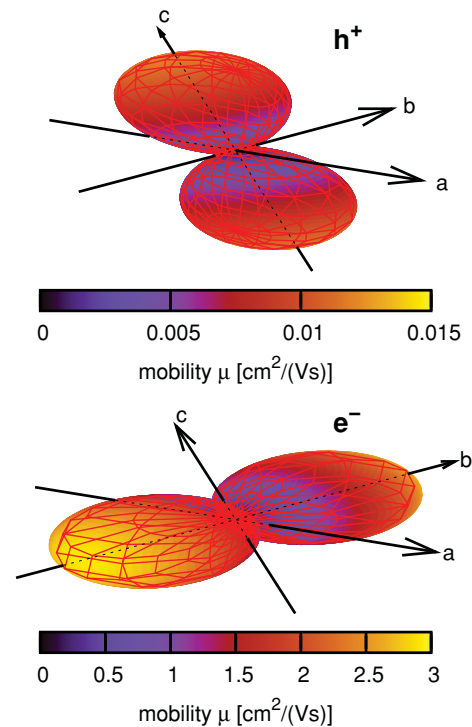 c
h⁺
b
a
0 0.005 0.01 0.015
mobility μ [cm²/(Vs)]
c
e⁻
b
a
0 0.5 1 1.5 2 2.5 3
mobility μ [cm²/(Vs)]